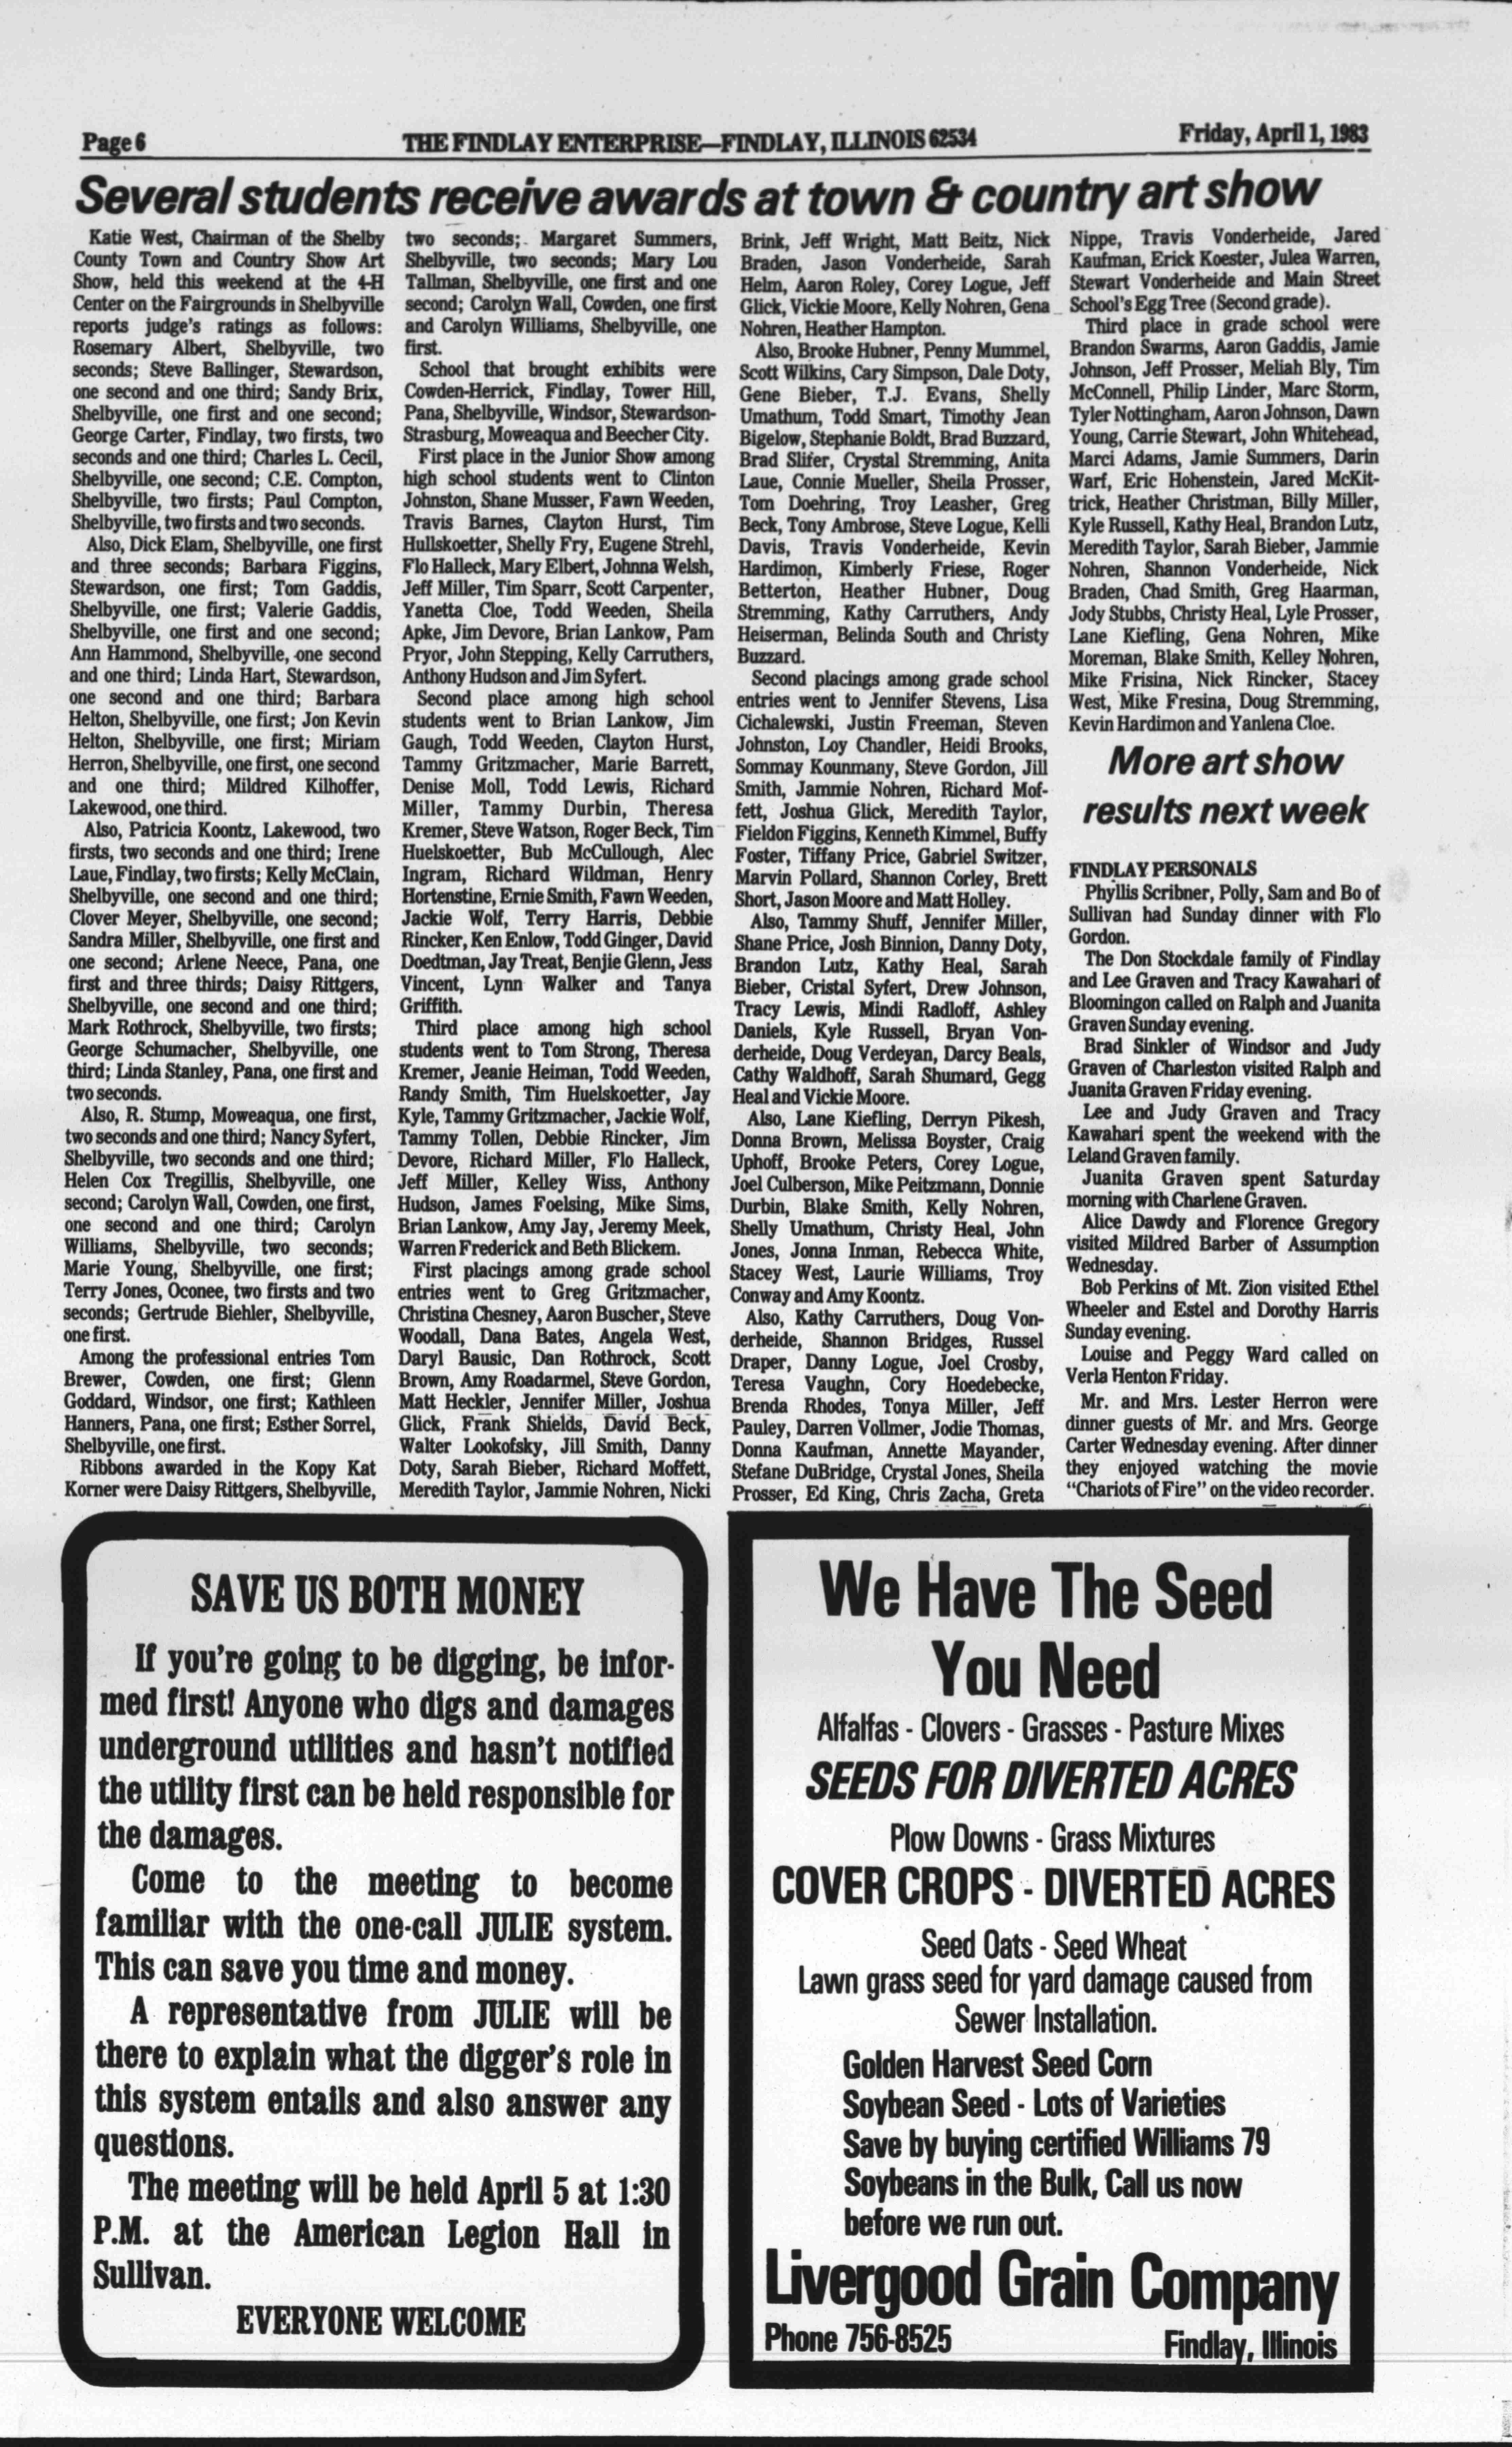 Page 6
THE FINDLAY ENTERPRISE—FINDLAY, ILLINOIS 62534
Friday, April 1, 1983
Several students receive awards at town & country art show
Katie West, Chairman of the Shelby
County Town and Country Show Art
Show, held this weekend at the 4-H
Center on the Fairgrounds in Shelbyville
reports judge's ratings as follows:
Rosemary Albert, Shelbyville, two
seconds; Steve Ballinger, Stewardson,
one second and one third; Sandy Brix,
Shelbyville, one first and one second;
George Carter, Findlay, two firsts, two
seconds and one third; Charles L. Cecil,
Shelbyville, one second; C.E. Compton,
Shelbyville, two firsts; Paul Compton,
Shelbyville, two firsts and two seconds.
Also, Dick Elam, Shelbyville, one first
and three seconds; Barbara Figgins,
Stewardson, one first; Tom Gaddis,
Shelbyville, one first; Valerie Gaddis,
Shelbyville, one first and one second;
Ann Hammond, Shelbyville, one second
and one third; Linda Hart, Stewardson,
one second and one third; Barbara
Helton, Shelbyville, one first; Jon Kevin
Helton, Shelbyville, one first; Miriam
Herron, Shelbyville, one first, one second
and one third; Mildred Kilhoffer,
Lakewood, one third.
Also, Patricia Koontz, Lakewood, two
firsts, two seconds and one third; Irene
Laue, Findlay, two firsts; Kelly McClain,
Shelbyville, one second and one third;
Clover Meyer, Shelbyville, one second;
Sandra Miller, Shelbyville, one first and
one second; Arlene Neece, Pana, one
first and three thirds; Daisy Rittgers,
Shelbyville, one second and one third;
Mark Rothrock, Shelbyville, two firsts;
George Schumacher, Shelbyville, one
third; Linda Stanley, Pana, one first and
two seconds.
Also, R. Stump, Moweaqua, one first,
two seconds and one third; Nancy Syfert,
Shelbyville, two seconds and one third;
Helen Cox Tregillis, Shelbyville, one
second; Carolyn Wall, Cowden, one first,
one second and one third; Carolyn
Williams, Shelbyville, two seconds;
Marie Young, Shelbyville, one first;
Terry Jones, Oconee, two firsts and two
seconds; Gertrude Biehler, Shelbyville,
one first.
Among the professional entries Tom
Brewer, Cowden, one first; Glenn
Goddard, Windsor, one first; Kathleen
Hanners, Pana, one first; Esther Sorrel,
Shelbyville, one first.
Ribbons awarded in the Kopy Kat
Korner were Daisy Rittgers, Shelbyville,
two seconds; Margaret Summers,
Shelbyville, two seconds; Mary Lou
Tallman, Shelbyville, one first and one
second; Carolyn Wall, Cowden, one first
and Carolyn Williams, Shelbyville, one
first.
School that brought exhibits were
Cowden-Herrick, Findlay, Tower Hill,
Pana, Shelbyville, Windsor, Stewardson-
Strasburg, Moweaqua and Beecher City.
First place in the Junior Show among
high school students went to Clinton
Johnston, Shane Musser, Fawn Weeden,
Travis Barnes, Clayton Hurst, Tim
Hullskoetter, Shelly Fry, Eugene Strehl,
Flo Halleck, Mary Elbert, Johnna Welsh,
Jeff Miller, Tim Sparr, Scott Carpenter,
Yanetta Cloe, Todd Weeden, Sheila
Apke, Jim Devore, Brian Lankow, Pam
Pryor, John Stepping, Kelly Carruthers,
Anthony Hudson and Jim Syfert.
Second place among high school
students went to Brian Lankow, Jim
Gaugh, Todd Weeden, Clayton Hurst,
Tammy Gritzmacher, Marie Barrett,
Denise Moll, Todd Lewis, Richard
Miller, Tammy Durbin, Theresa
Kremer, Steve Watson, Roger Beck, Tim
Huelskoetter, Bub McCullough, Alec
Ingram, Richard Wildman, Henry
Hortenstine, Ernie Smith, Fawn Weeden,
Jackie Wolf, Terry Harris, Debbie
Rincker, Ken Enlow, Todd Ginger, David
Doedtman, Jay Treat, Benjie Glenn, Jess
Vincent, Lynn Walker and Tanya
Griffith.
Third place among high school
students went to Tom Strong, Theresa
Kremer, Jeanie Heiman, Todd Weeden,
Randy Smith, Tim Huelskoetter, Jay
Kyle, Tammy Gritzmacher, Jackie Wolf,
Tammy Tollen, Debbie Rincker, Jim
Devore, Richard Miller, Flo Halleck,
Jeff Miller, Kelley Wiss, Anthony
Hudson, James Foelsing, Mike Sims,
Brian Lankow, Amy Jay, Jeremy Meek,
Warren Frederick and Beth Blickem.
First placings among grade school
entries went to Greg Gritzmacher,
Christina Chesney, Aaron Buscher, Steve
Woodall, Dana Bates, Angela West,
Daryl Bausic, Dan Rothrock, Scott
Brown, Amy Roadarmel, Steve Gordon,
Matt Heckler, Jennifer Miller, Joshua
Glick, Frank Shields, David Beck,
Walter Lookofsky, Jill Smith, Danny
Doty, Sarah Bieber, Richard Moffett,
Meredith Taylor, Jammie Nohren, Nicki
Brink, Jeff Wright, Matt Beitz, Nick
Braden, Jason Vonderheide, Sarah
Helm, Aaron Roley, Corey Logue, Jeff
Glick, Vickie Moore, Kelly Nohren, Gena
Nohren, Heather Hampton.
Also, Brooke Hubner, Penny Mummel,
Scott Wilkins, Cary Simpson, Dale Doty,
Gene Bieber, T.J. Evans, Shelly
Umathum, Todd Smart, Timothy Jean
Bigelow, Stephanie Boldt, Brad Buzzard,
Brad Slifer, Crystal Stremming, Anita
Laue, Connie Mueller, Sheila Prosser,
Tom Doehring, Troy Leasher, Greg
Beck, Tony Ambrose, Steve Logue, Kelli
Davis, Travis Vonderheide, Kevin
Hardimon, Kimberly Friese, Roger
Betterton, Heather Hubner, Doug
Stremming, Kathy Carruthers, Andy
Heiserman, Belinda South and Christy
Buzzard.
Second placings among grade school
entries went to Jennifer Stevens, Lisa
Cichalewski, Justin Freeman, Steven
Johnston, Loy Chandler, Heidi Brooks,
Sommay Kounmany, Steve Gordon, Jill
Smith, Jammie Nohren, Richard Mof-
fett, Joshua Glick, Meredith Taylor,
Fieldon Figgins, Kenneth Kimmel, Buffy
Foster, Tiffany Price, Gabriel Switzer,
Marvin Pollard, Shannon Corley, Brett
Short, Jason Moore and Matt Holley.
Also, Tammy Shuff, Jennifer Miller,
Shane Price, Josh Binnion, Danny Doty,
Brandon Lutz, Kathy Heal, Sarah
Bieber, Cristal Syfert, Drew Johnson,
Tracy Lewis, Mindi Radloff, Ashley
Daniels, Kyle Russell, Bryan Von-
derheide, Doug Verdeyan, Darcy Beals,
Cathy Waldhoff, Sarah Shumard, Gegg
Heal and Vickie Moore.
Also, Lane Kiefling, Derryn Pikesh,
Donna Brown, Melissa Boyster, Craig
Uphoff, Brooke Peters, Corey Logue,
Joel Culberson, Mike Peitzmann, Donnie
Durbin, Blake Smith, Kelly Nohren,
Shelly Umathum, Christy Heal, John
Jones, Jonna Inman, Rebecca White,
Stacey West, Laurie Williams, Troy
Conway and Amy Koontz.
Also, Kathy Carruthers, Doug Von-
derheide, Shannon Bridges, Russel
Draper, Danny Logue, Joel Crosby,
Teresa Vaughn, Cory Hoedebecke,
Brenda Rhodes, Tonya Miller, Jeff
Pauley, Darren Vollmer, Jodie Thomas,
Donna Kaufman, Annette Mayander,
Stefane DuBridge, Crystal Jones, Sheila
Prosser, Ed King, Chris Zacha, Greta
Nippe, Travis Vonderheide, Jared
Kaufman, Erick Koester, Julea Warren,
Stewart Vonderheide and Main Street
School's Egg Tree (Second grade).
Third place in grade school were
Brandon Swarms, Aaron Gaddis, Jamie
Johnson, Jeff Prosser, Meliah Bly, Tim
McConnell, Philip Linder, Marc Storm,
Tyler Nottingham, Aaron Johnson, Dawn
Young, Carrie Stewart, John Whitehead,
Marci Adams, Jamie Summers, Darin
Warf, Eric Hohenstein, Jared McKit-
trick, Heather Christman, Billy Miller,
Kyle Russell, Kathy Heal, Brandon Lutz,
Meredith Taylor, Sarah Bieber, Jammie
Nohren, Shannon Vonderheide, Nick
Braden, Chad Smith, Greg Haarman,
Jody Stubbs, Christy Heal, Lyle Prosser,
Lane Kiefling, Gena Nohren, Mike
Moreman, Blake Smith, Kelley Nohren,
Mike Frisina, Nick Rincker, Stacey
West, Mike Fresina, Doug Stremming,
Kevin Hardimon and Yanlena Cloe.
More art show
results next week
FINDLAY PERSONALS
Phyllis Scribner, Polly, Sam and Bo of
Sullivan had Sunday dinner with Flo
Gordon.
The Don Stockdale family of Findlay
and Lee Graven and Tracy Kawahari of
Bloomingon called on Ralph and Juanita
Graven Sunday evening.
Brad Sinkler of Windsor and Judy
Graven of Charleston visited Ralph and
Juanita Graven Friday evening.
Lee and Judy Graven and Tracy
Kawahari spent the weekend with the
Leland Graven family.
Juanita Graven spent Saturday
morning with Charlene Graven.
Alice Dawdy and Florence Gregory
visited Mildred Barber of Assumption
Wednesday.
Bob Perkins of Mt. Zion visited Ethel
Wheeler and Estel and Dorothy Harris
Sunday evening.
Louise and Peggy Ward called on
Verla Henton Friday.
Mr. and Mrs. Lester Herron were
dinner guests of Mr. and Mrs. George
Carter Wednesday evening. After dinner
they enjoyed watching the movie
"Chariots of Fire" on the video recorder.
SAVE US BOTH MONEY
If you're going to be digging, be infor-
med first! Anyone who digs and damages
underground utilities and hasn't notified
the utility first can be held responsible for
the damages.
Come to the meeting to become
familiar with the one-call JULIE system.
This can save you time and money.
A representative from JULIE will be
there to explain what the digger's role in
this system entails and also answer any
questions.
The meeting will be held April 5 at 1:30
P.M. at the American Legion Hall in
Sullivan.
EVERYONE WELCOME
We Have The Seed
You Need
Alfalfas - Clovers - Grasses - Pasture Mixes
SEEDS FOR DIVERTED ACRES
Plow Downs - Grass Mixtures
COVER CROPS - DIVERTED ACRES
Seed Oats - Seed Wheat
Lawn grass seed for yard damage caused from
Sewer Installation.
Golden Harvest Seed Corn
Soybean Seed - Lots of Varieties
Save by buying certified Williams 79
Soybeans in the Bulk, Call us now
before we run out.
Livergood Grain Company
Phone 756-8525
Findlay, Illinois